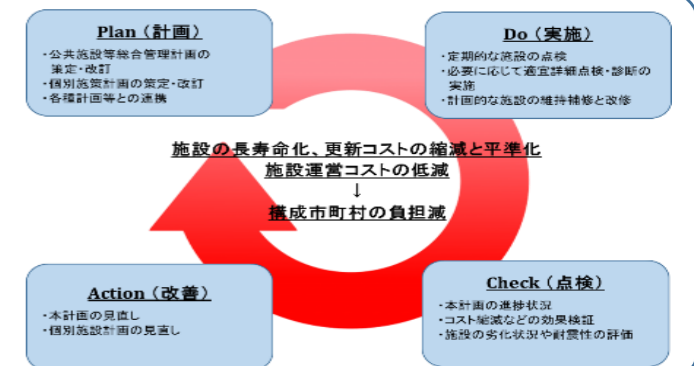 Plan（計画）
・公共施設等総合管理計画の
策定・改訂
・個別施策計画の策定・改訂
・各種計画等との連携
Do（実施）
・定期的な施設の点検
・必要に応じて適宜詳細点検・診断の
実施
・計画的な施設の維持補修と改修
施設の長寿命化、更新コストの縮減と平準化
施設運営コストの低減
↓
構成市町村の負担減
Action（改善）
・本計画の見直し
・個別施設計画の見直し
Check（点検）
・本計画の進捗状況
・コスト縮減などの効果検証
・施設の劣化状況や耐震性の評価